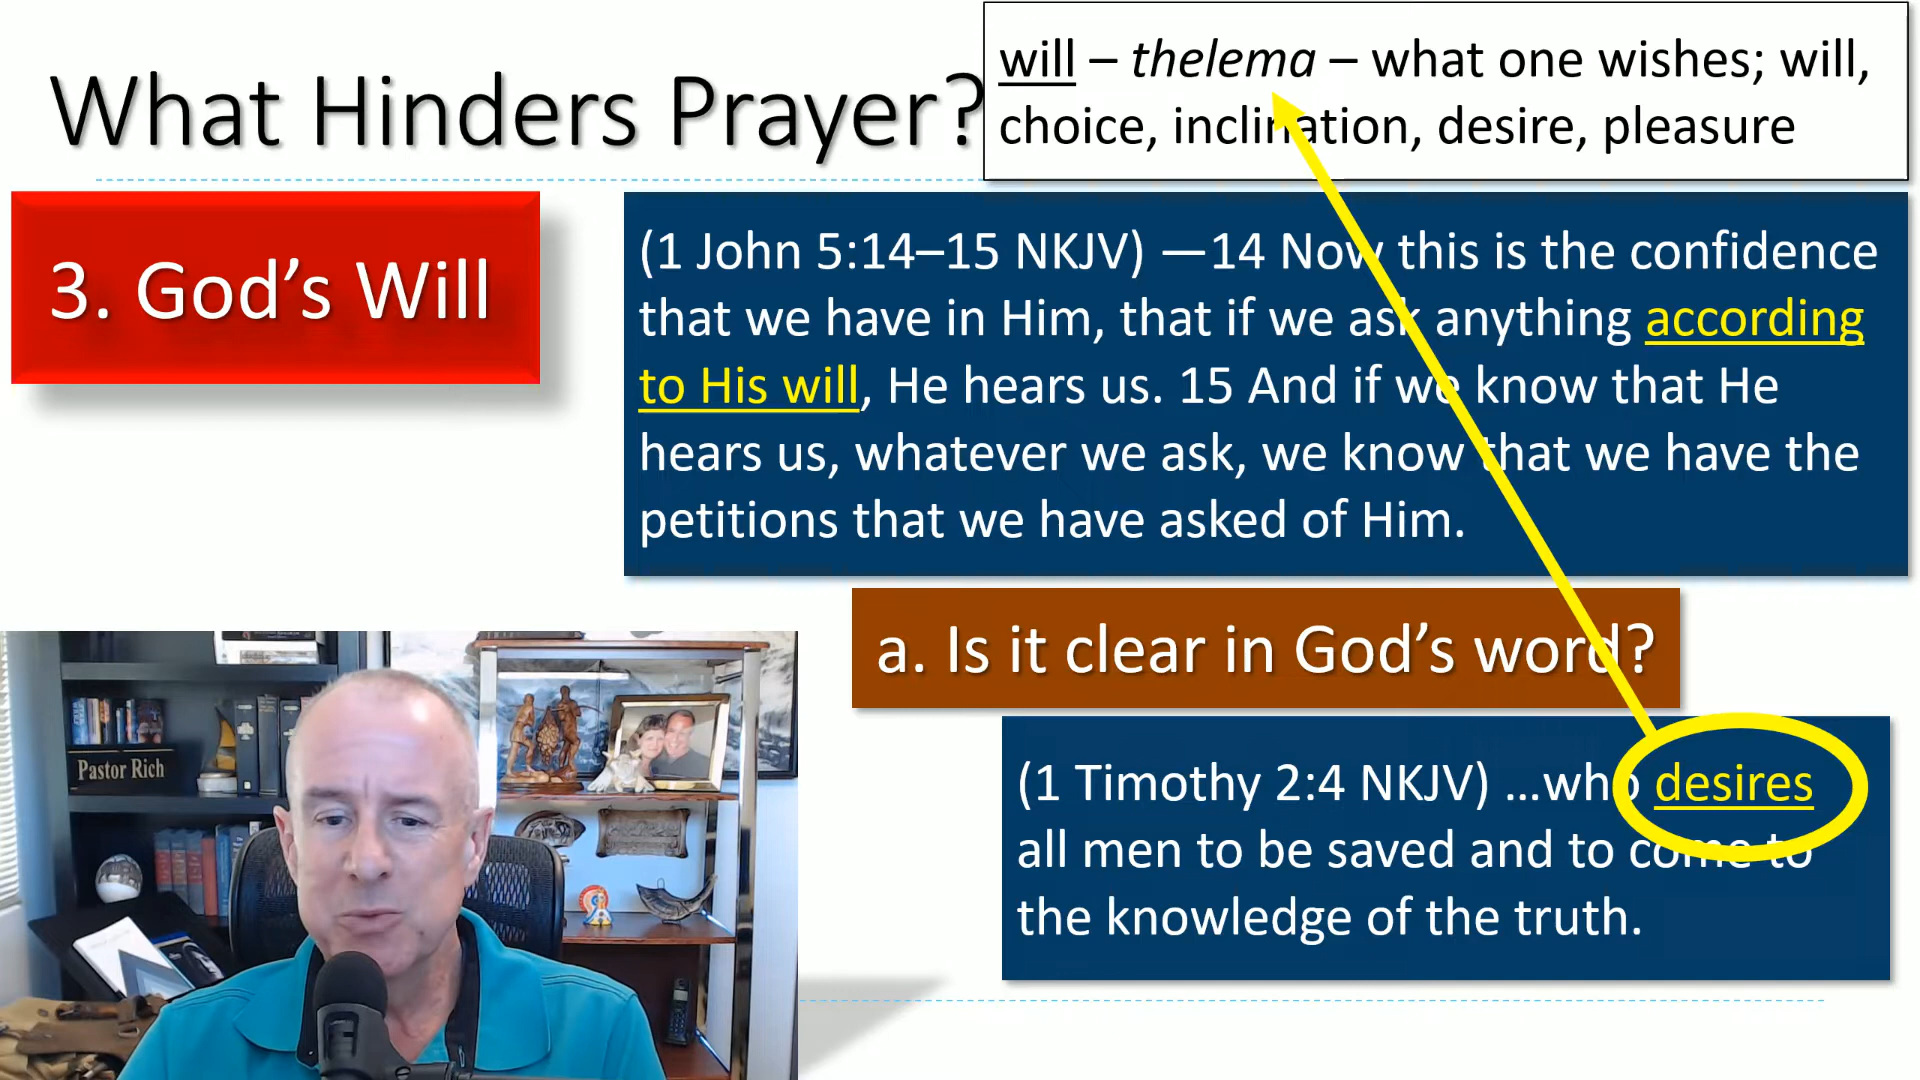 What Hinders Prayer?
will – thelema – what one wishes; will,
choice, inclination, desire, pleasure
3. God’s Will
(1 John 5:14–15 NKJV) —14 Now this is the confidence
that we have in Him, that if we ask anything according
to His will, He hears us. 15 And if we know that He
hears us, whatever we ask, we know that we have the
petitions that we have asked of Him.
a. Is it clear in God’s word?
(1 Timothy 2:4 NKJV) …who desires
all men to be saved and to come to
the knowledge of the truth.
Pastor Rich